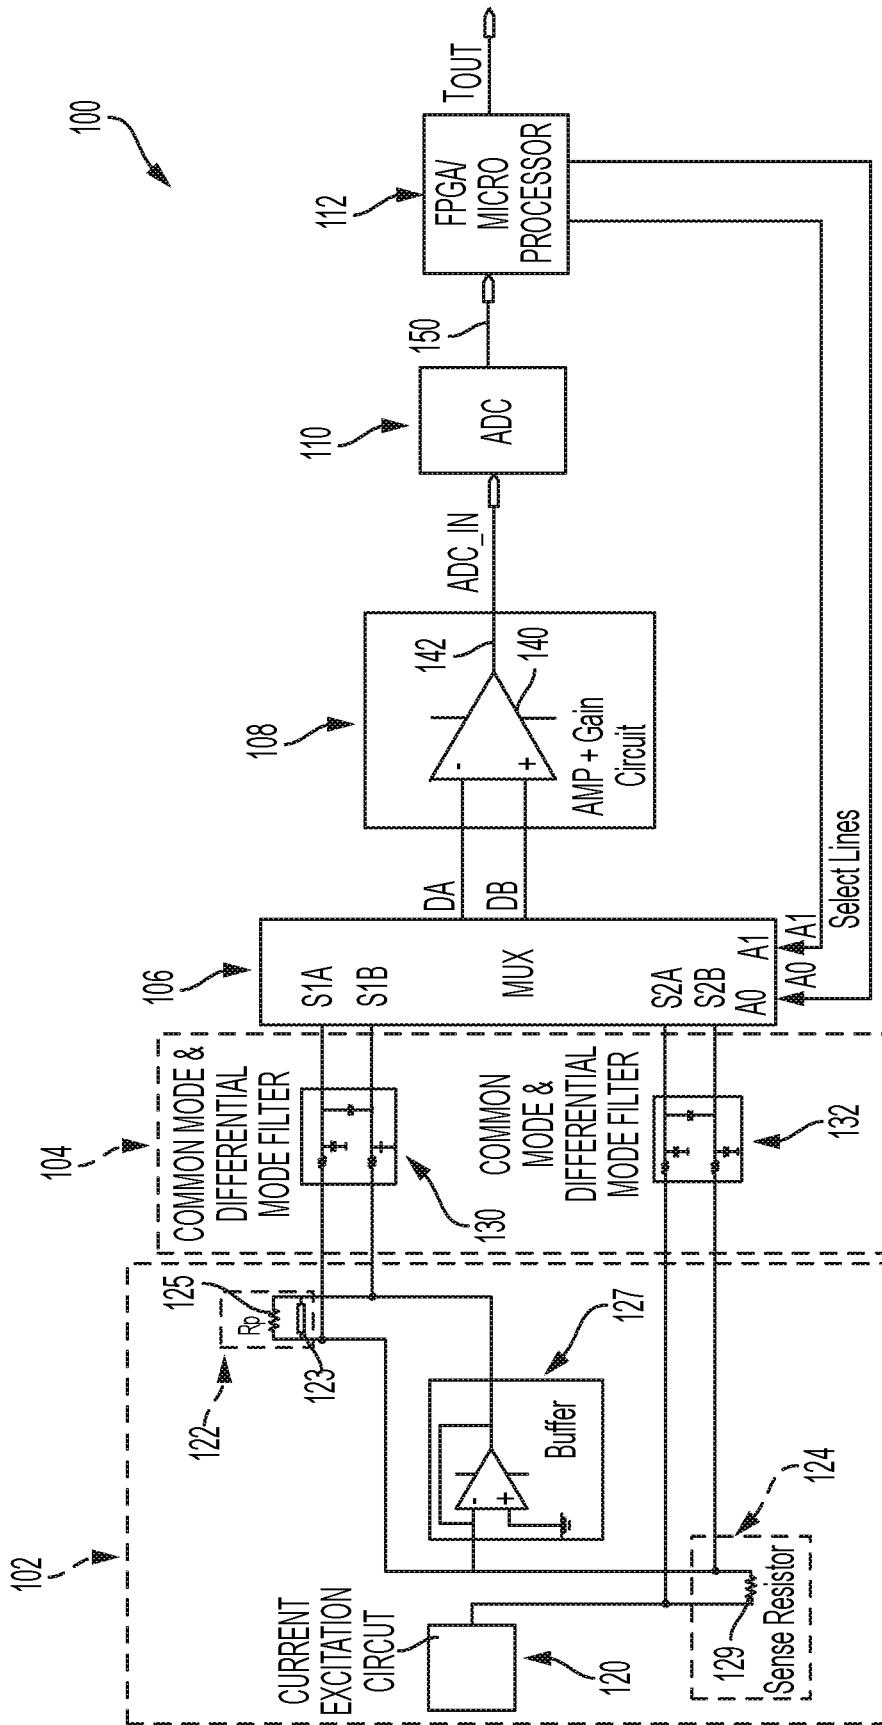 100
102
CURRENT
EXCITATION
CIRCUT
120
122
Rp
125
123
127
Buffer
124
129
Sense Resistor
104
COMMON MODE &
DIFFERENTIAL
MODE FILTER
130
COMMON
MODE &
DIFFERENTIAL
MODE FILTER
132
106
S1A
S1B
MUX
S2A
S2B
A0
A1
A0
A1
Select Lines
DA
DB
108
-
+
142
140
AMP + Gain
Circuit
ADC_IN
110
ADC
150
112
FPGA/
MICRO
PROCESSOR
TOUT
-
+